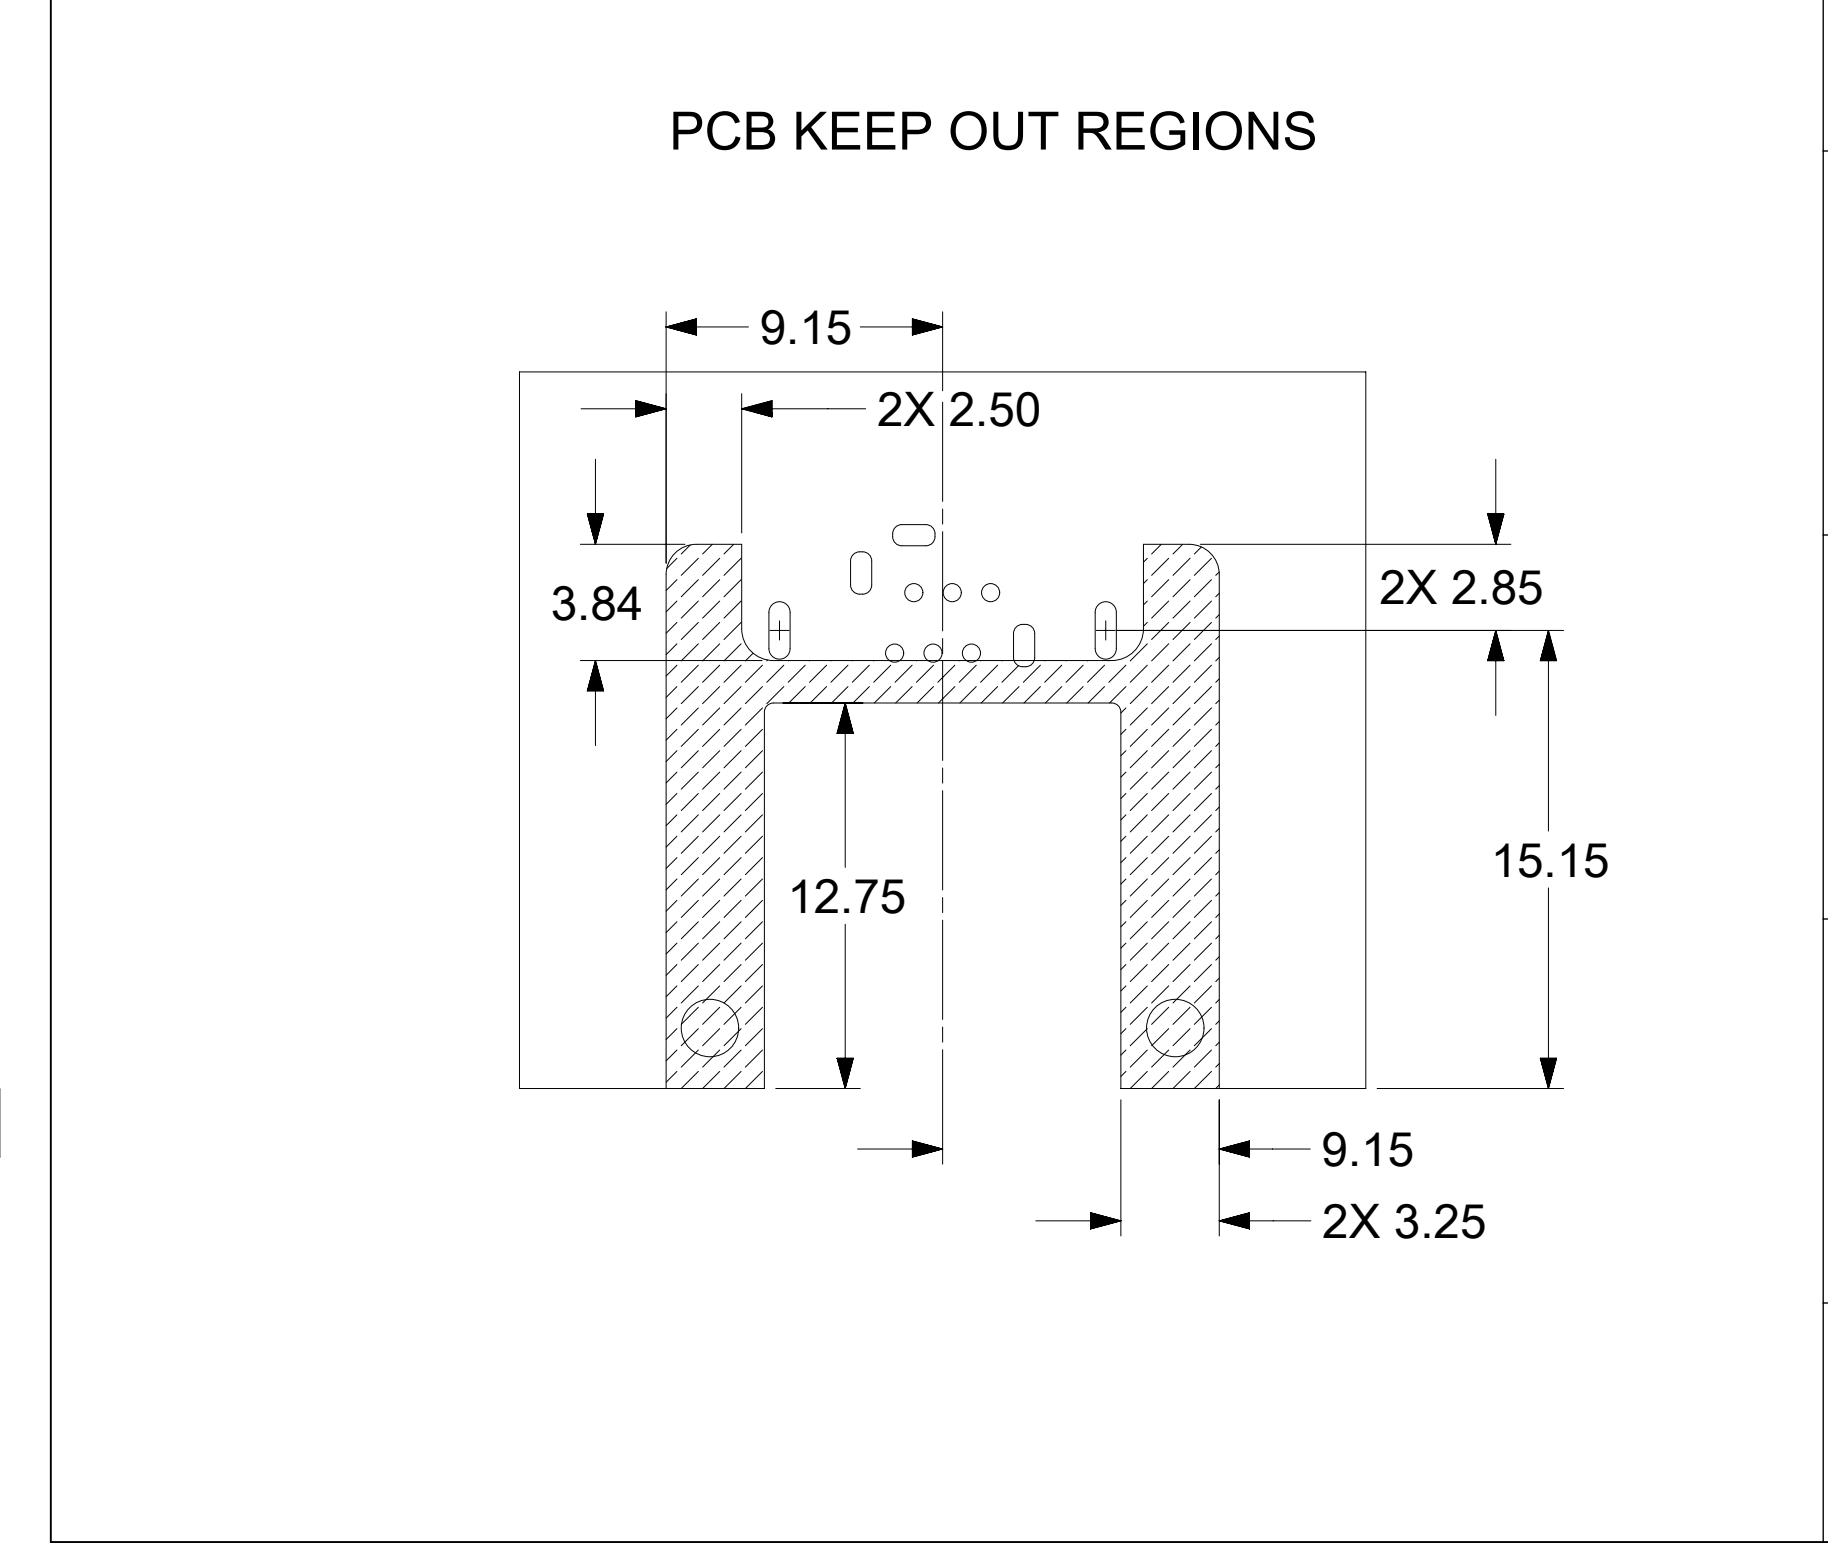 PCB KEEP OUT REGIONS
9.15
2X 2.50
3.84
2X 2.85
15.15
12.75
9.15
2X 3.25